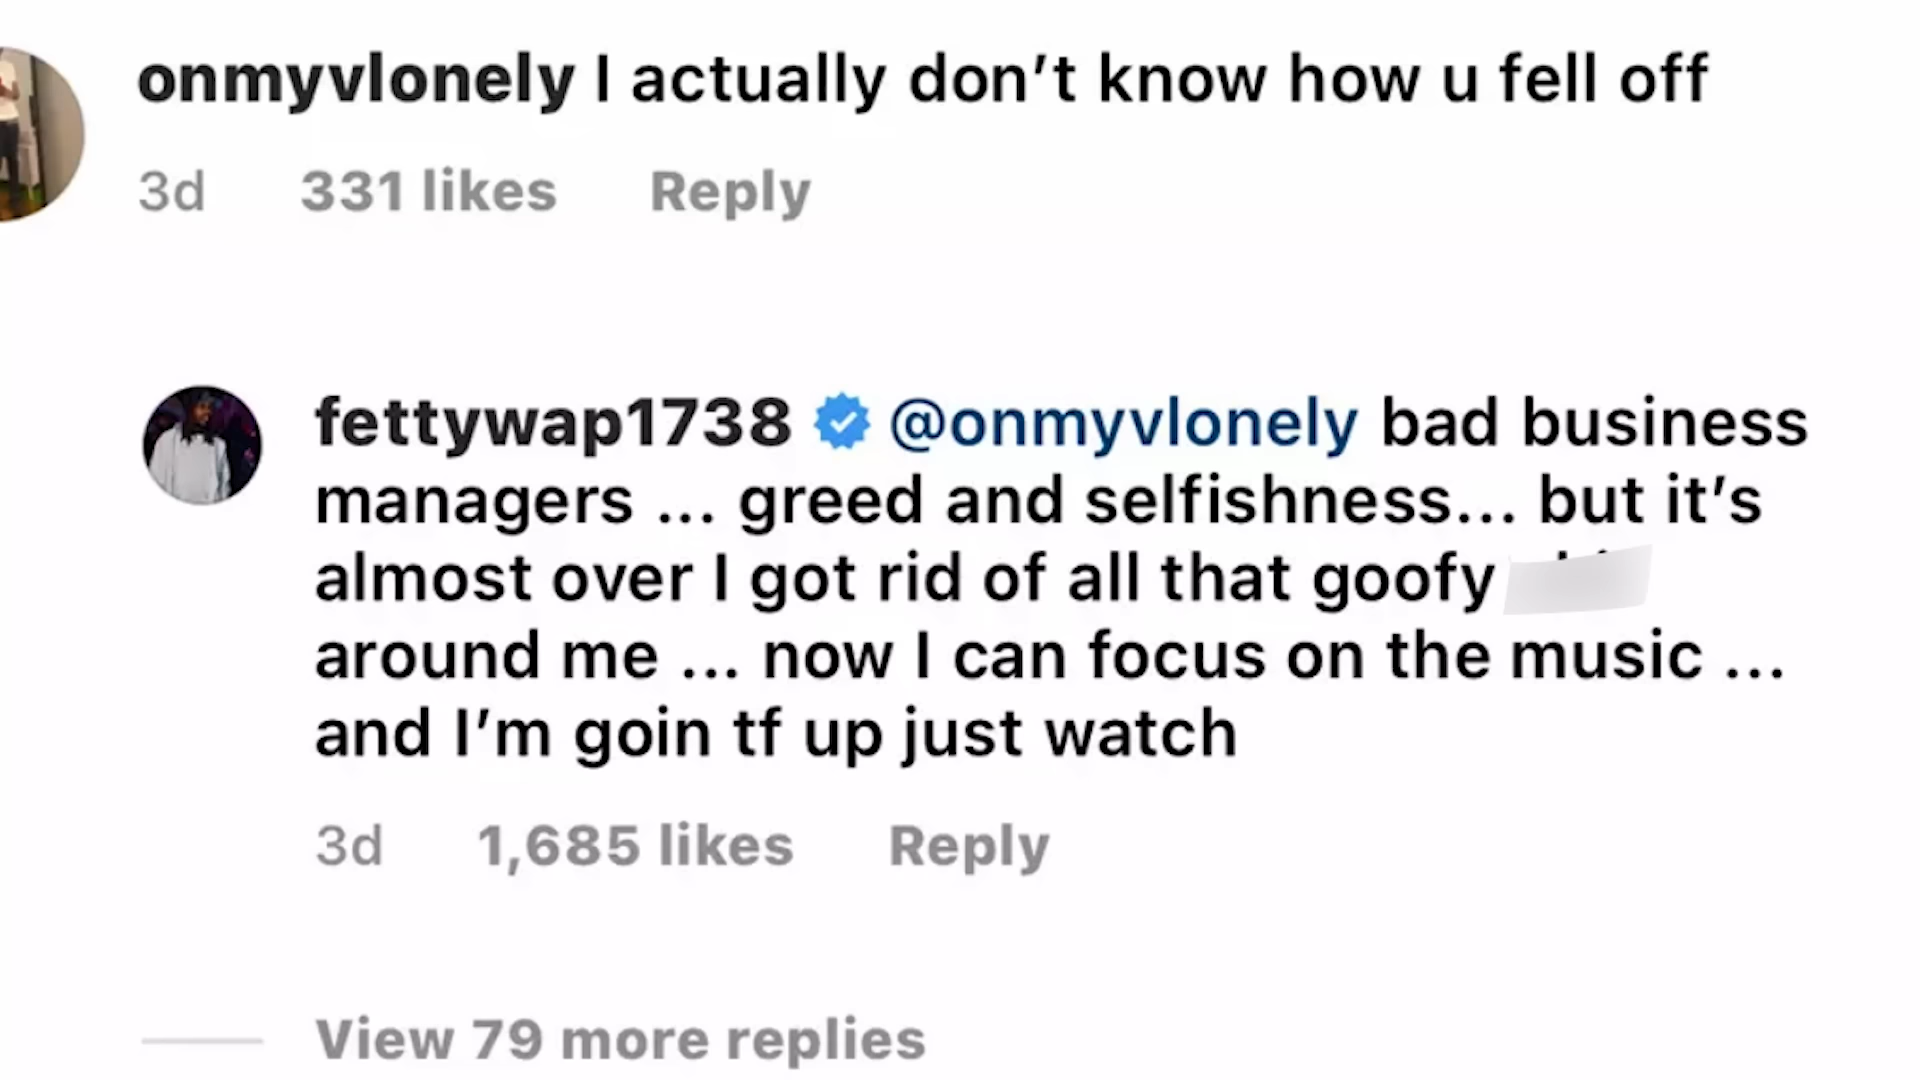 onmyvlonely I actually don't know how u fell off
3d 331 likes Reply
fettywap1738 @onmyvlonely bad business
managers ... greed and selfishness... but it's
almost over I got rid of all that goofy
around me ... now I can focus on the music ...
and I'm goin tf up just watch
3d 1,685 likes Reply
View 79 more replies